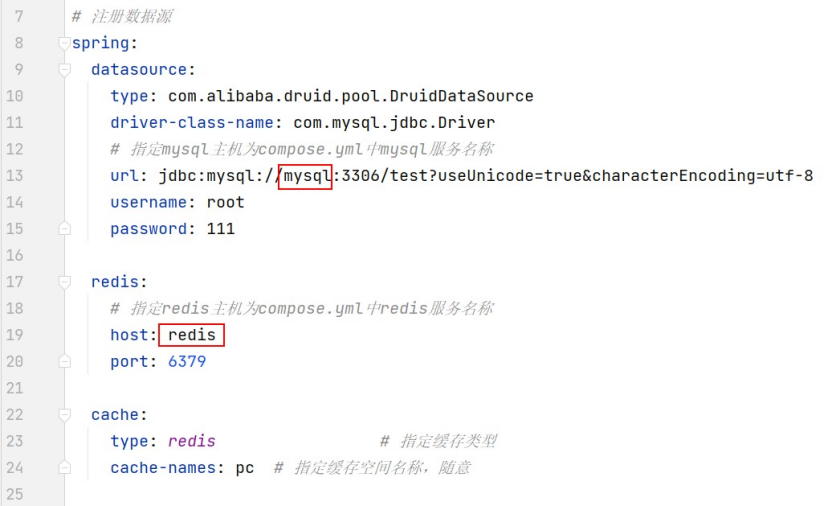 7 # 注册数据源
8 spring:
9   datasource:
10     type: com.alibaba.druid.pool.DruidDataSource
11     driver-class-name: com.mysql.jdbc.Driver
12     # 指定mysql主机为compose.yml中mysql服务名称
13     url: jdbc:mysql://mysql:3306/test?useUnicode=true&characterEncoding=utf-8
14     username: root
15     password: 111
16
17   redis:
18     # 指定redis主机为compose.yml中redis服务名称
19     host: redis
20     port: 6379
21
22   cache:
23     type: redis                 # 指定缓存类型
24     cache-names: pc  # 指定缓存空间名称，随意
25